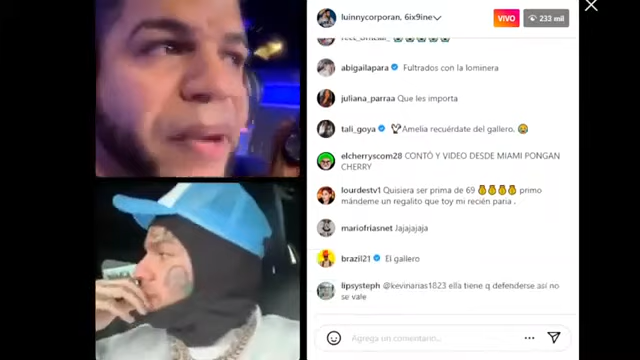 luinnycorporan, 6ix9ine
VIVO
233 mil
abigailapara Fultrados con la lominera
juliana_parraa Que les importa
tali_goya Amelia recuérdate del gallero. 😂
elcherryscom28 CONTÓ Y VIDEO DESDE MIAMI PONGAN
CHERRY
lourdestv1 Quisiera ser prima de 69 💰💰💰💰 primo
mándeme un regalito que toy mi recién paria .
mariofriasnet Jajajajaja
brazil21 El gallero
lipsysteph @kevinarias1823 ella tiene q defenderse así no
se vale
Agrega un comentario...